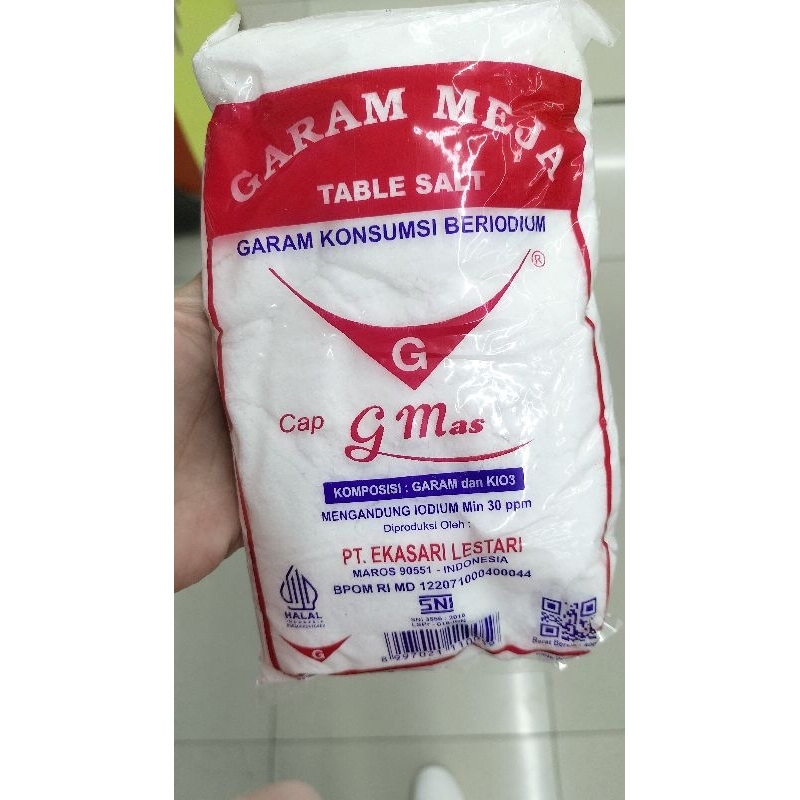 GARAM MEJA
TABLE SALT
GARAM KONSUMSI BERIODIUM
®
G
Cap G Mas
KOMPOSISI : GARAM dan KIO3
MENGANDUNG IODIUM Min 30 ppm
Diproduksi Oleh :
PT. EKASARI LESTARI
MAROS 90551 - INDONESIA
BPOM RI MD 122071000400044
HALAL
INDONESIA
SNI
G